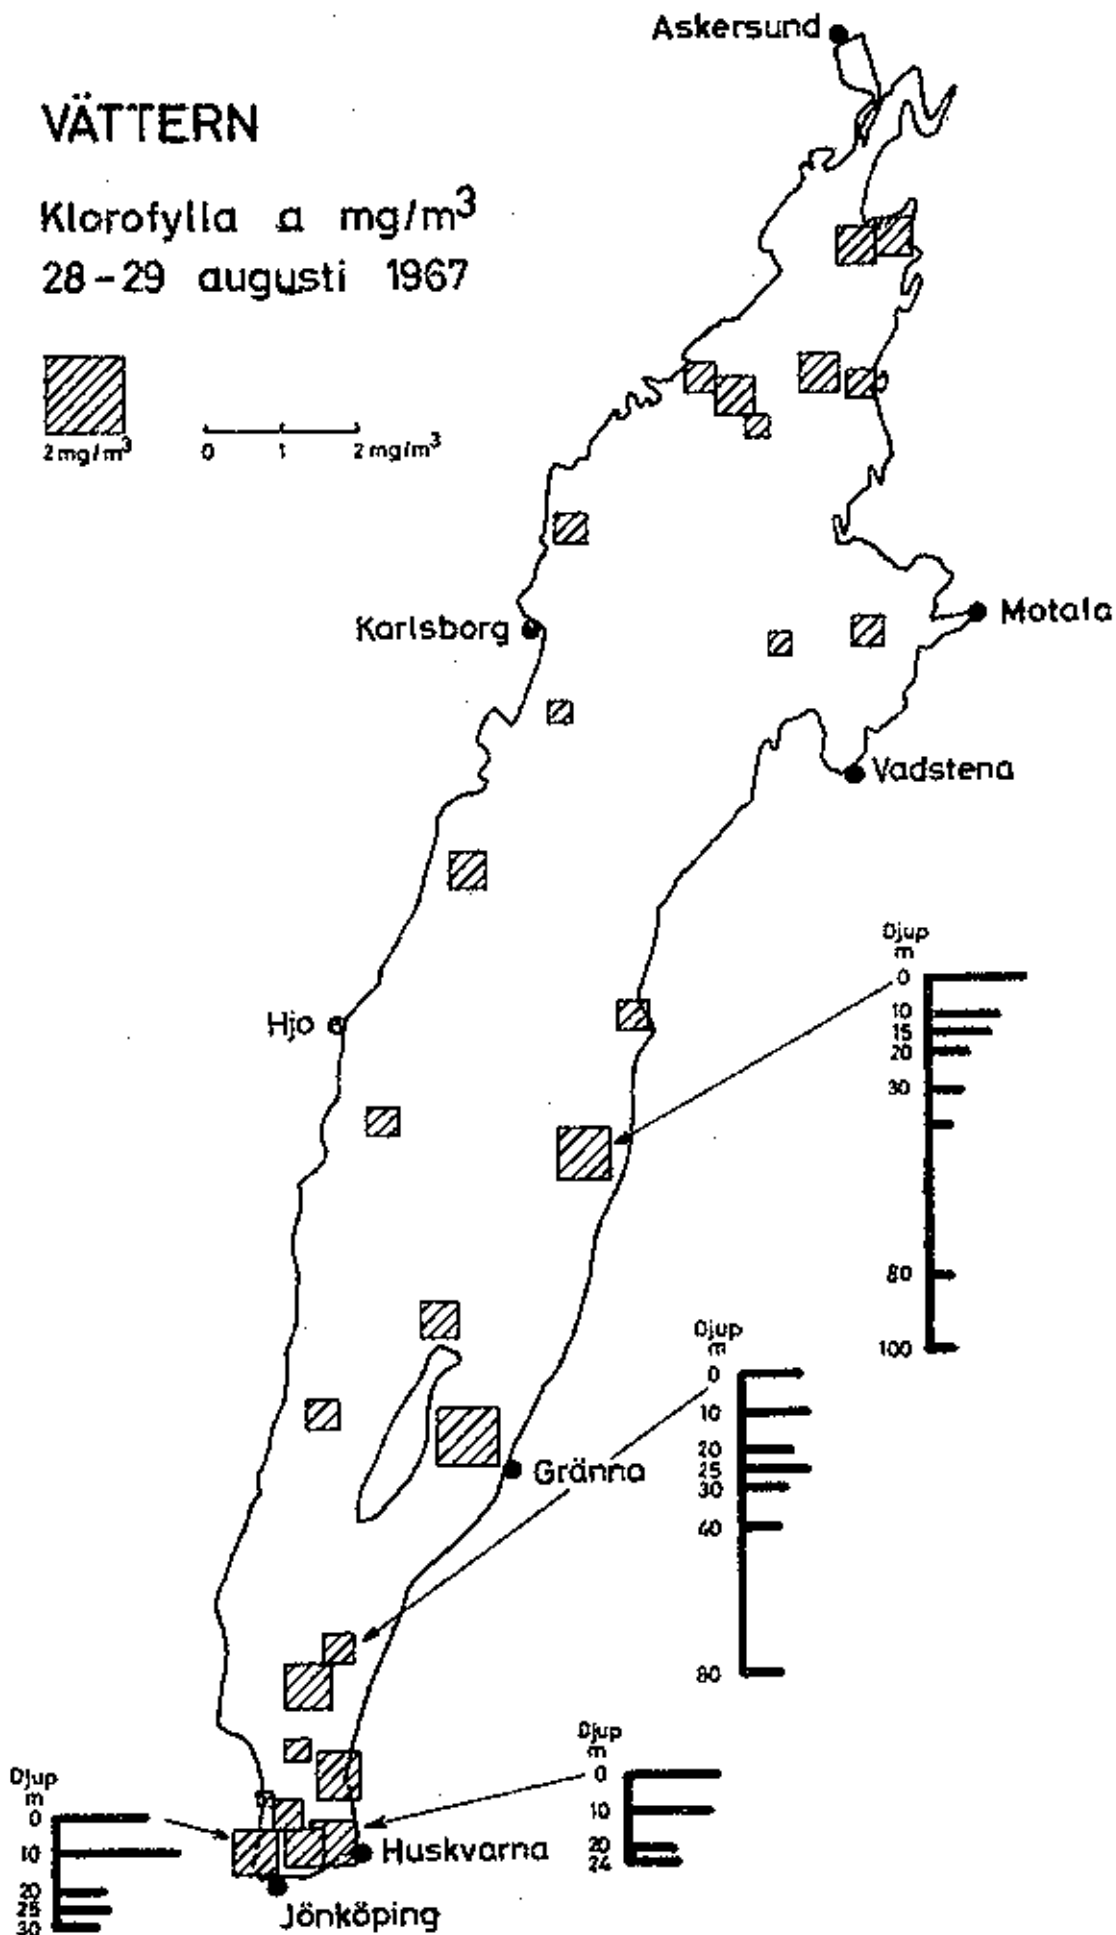 Askersund
VÄTTERN
Klorofylla a mg/m³
28-29 augusti 1967
2 mg/m³
0 1 2 mg/m³
Karlsborg
Motala
Vadstena
Hjo
Djup
m
0
10
15
20
30
80
100
Djup
m
0
10
20
25
30
40
80
Gränna
Djup
m
0
10
20
24
Huskvarna
Djup
m
0
10
20
25
30
Jönköping